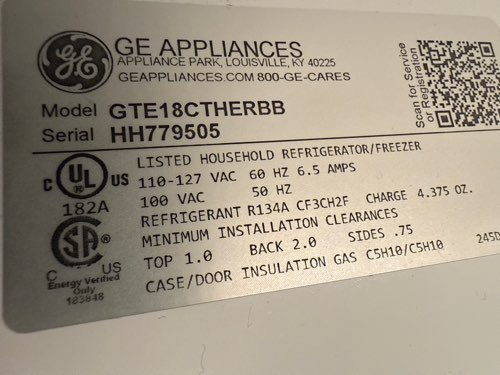 GE APPLIANCES
APPLIANCE PARK, LOUISVILLE, KY 40225
GEAPPLIANCES.COM 800-GE-CARES
Scan for Service
or Registration
Model GTE18CTHERBB
Serial HH779505
LISTED HOUSEHOLD REFRIGERATOR/FREEZER
110-127 VAC 60 HZ 6.5 AMPS
100 VAC 50 HZ
REFRIGERANT R134A CF3CH2F CHARGE 4.375 OZ.
MINIMUM INSTALLATION CLEARANCES
TOP 1.0 BACK 2.0 SIDES .75
CASE/DOOR INSULATION GAS C5H10/C5H10
245D
C UL US
182A
SA
C US
Energy Verified
Only
183848